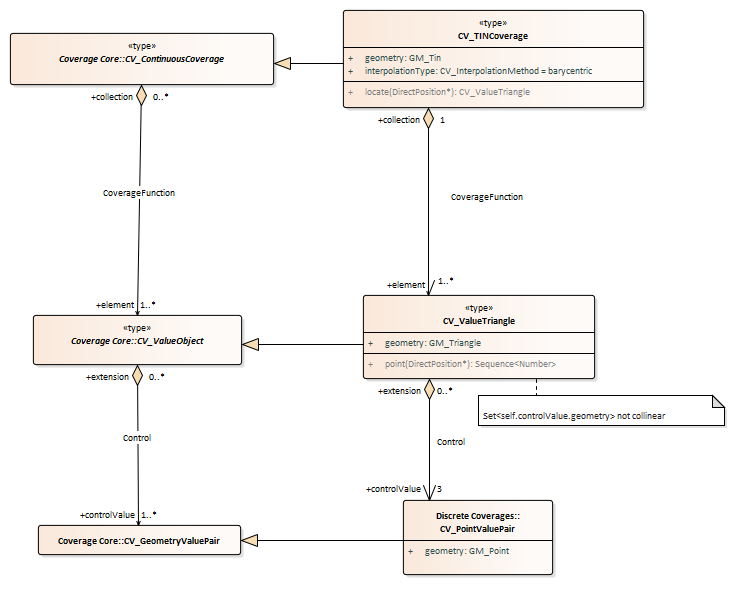 «type»
Coverage Core::CV_ContinuousCoverage
«type»
CV_TINCoverage
+ geometry: GM_Tin
+ interpolationType: CV_InterpolationMethod = barycentric
+ locate(DirectPosition*): CV_ValueTriangle
+collection 0..*
+collection 1
CoverageFunction
CoverageFunction
+element 1..*
+element 1..*
«type»
Coverage Core::CV_ValueObject
«type»
CV_ValueTriangle
+ geometry: GM_Triangle
+ point(DirectPosition*): Sequence<Number>
+extension 0..*
+extension 0..*
Set<self.controlValue.geometry> not collinear
Control
Control
+controlValue 1..*
+controlValue 3
Coverage Core::CV_GeometryValuePair
Discrete Coverages::
CV_PointValuePair
+ geometry: GM_Point